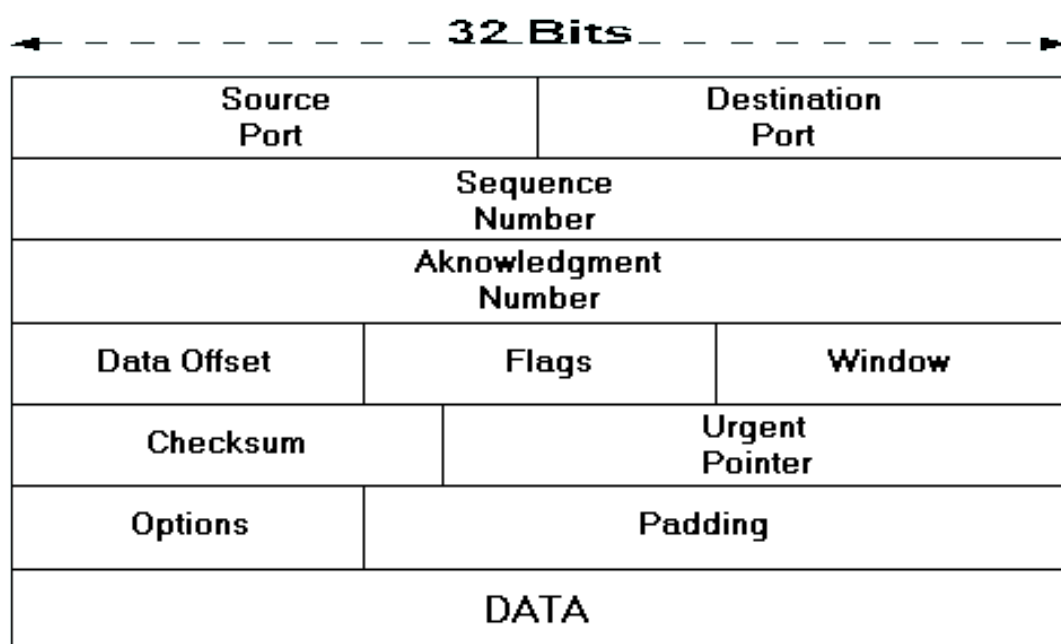 32 Bits
Source
Port
Destination
Port
Sequence
Number
Aknowledgment
Number
Data Offset
Flags
Window
Checksum
Urgent
Pointer
Options
Padding
DATA